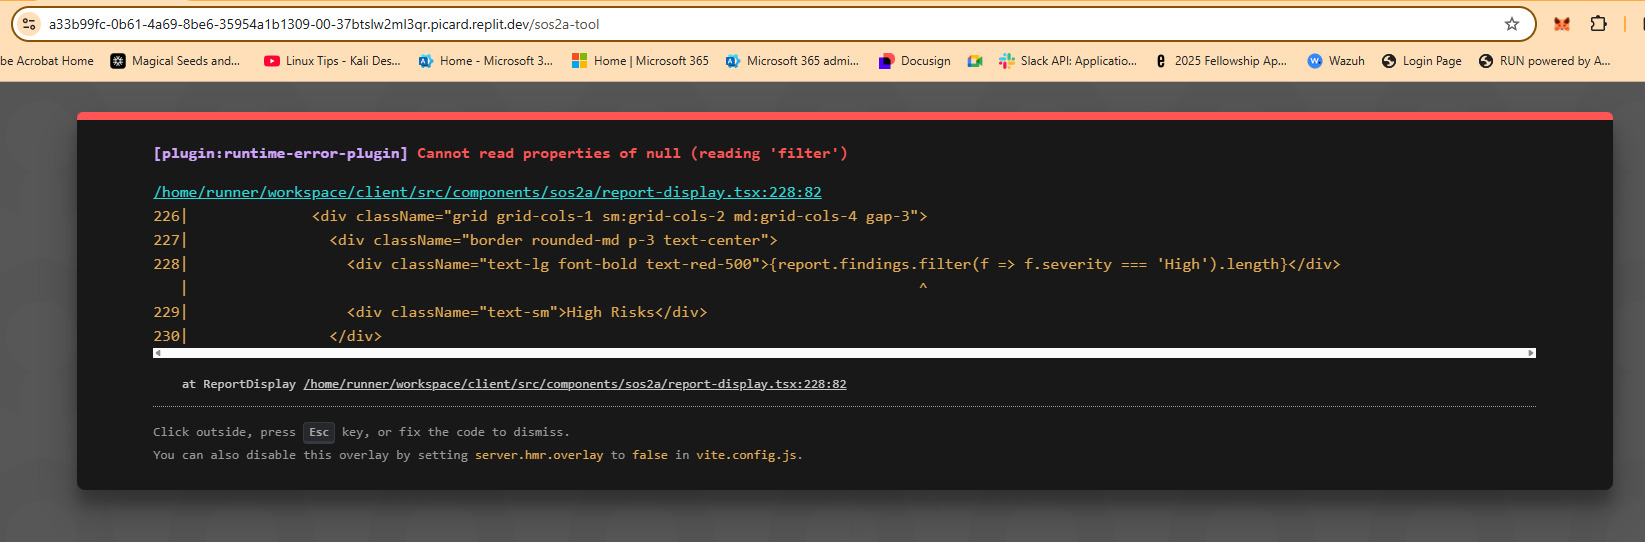 a33b99fc-0b61-4a69-8be6-35954a1b1309-00-37btslw2ml3qr.picard.replit.dev/sos2a-tool
be Acrobat Home Magical Seeds and... Linux Tips - Kali Des... Home - Microsoft 3... Home | Microsoft 365 Microsoft 365 admi... Docusign Slack API: Applicatio... 2025 Fellowship Ap... Wazuh Login Page RUN powered by A...
[plugin:runtime-error-plugin] Cannot read properties of null (reading 'filter')
/home/runner/workspace/client/src/components/sos2a/report-display.tsx:228:82
226| <div className="grid grid-cols-1 sm:grid-cols-2 md:grid-cols-4 gap-3">
227| <div className="border rounded-md p-3 text-center">
228| <div className="text-lg font-bold text-red-500">{report.findings.filter(f => f.severity === 'High').length}</div>
| ^
229| <div className="text-sm">High Risks</div>
230| </div>
at ReportDisplay /home/runner/workspace/client/src/components/sos2a/report-display.tsx:228:82
Click outside, press Esc key, or fix the code to dismiss.
You can also disable this overlay by setting server.hmr.overlay to false in vite.config.js.